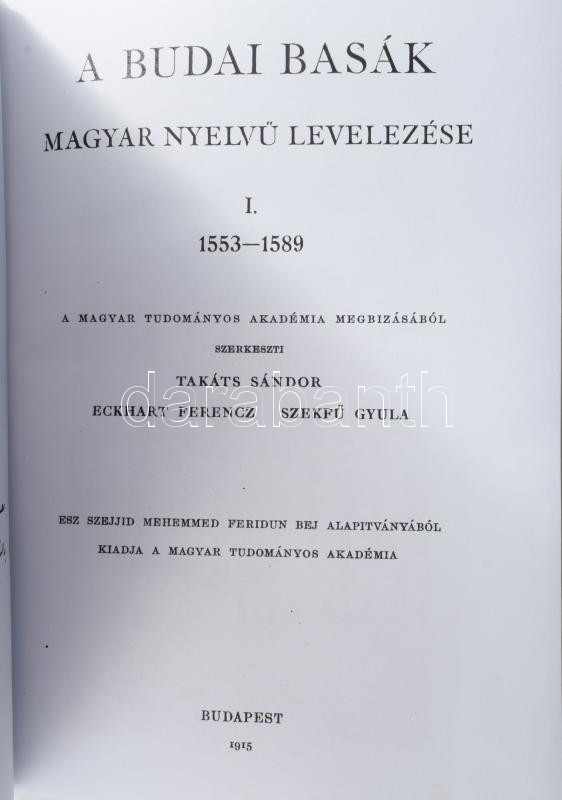 A BUDAI BASÁK
MAGYAR NYELVŰ LEVELEZÉSE
I.
1553—1589
A MAGYAR TUDOMÁNYOS AKADÉMIA MEGBIZÁSÁBÓL
SZERKESZTI
TAKÁTS SÁNDOR
darabanth
ECKHART FERENCZ SZEKFŰ GYULA
ESZ SZEJJID MEHEMMED FERIDUN BEJ ALAPITVÁNYÁBÓL
KIADJA A MAGYAR TUDOMÁNYOS AKADÉMIA
BUDAPEST
1915